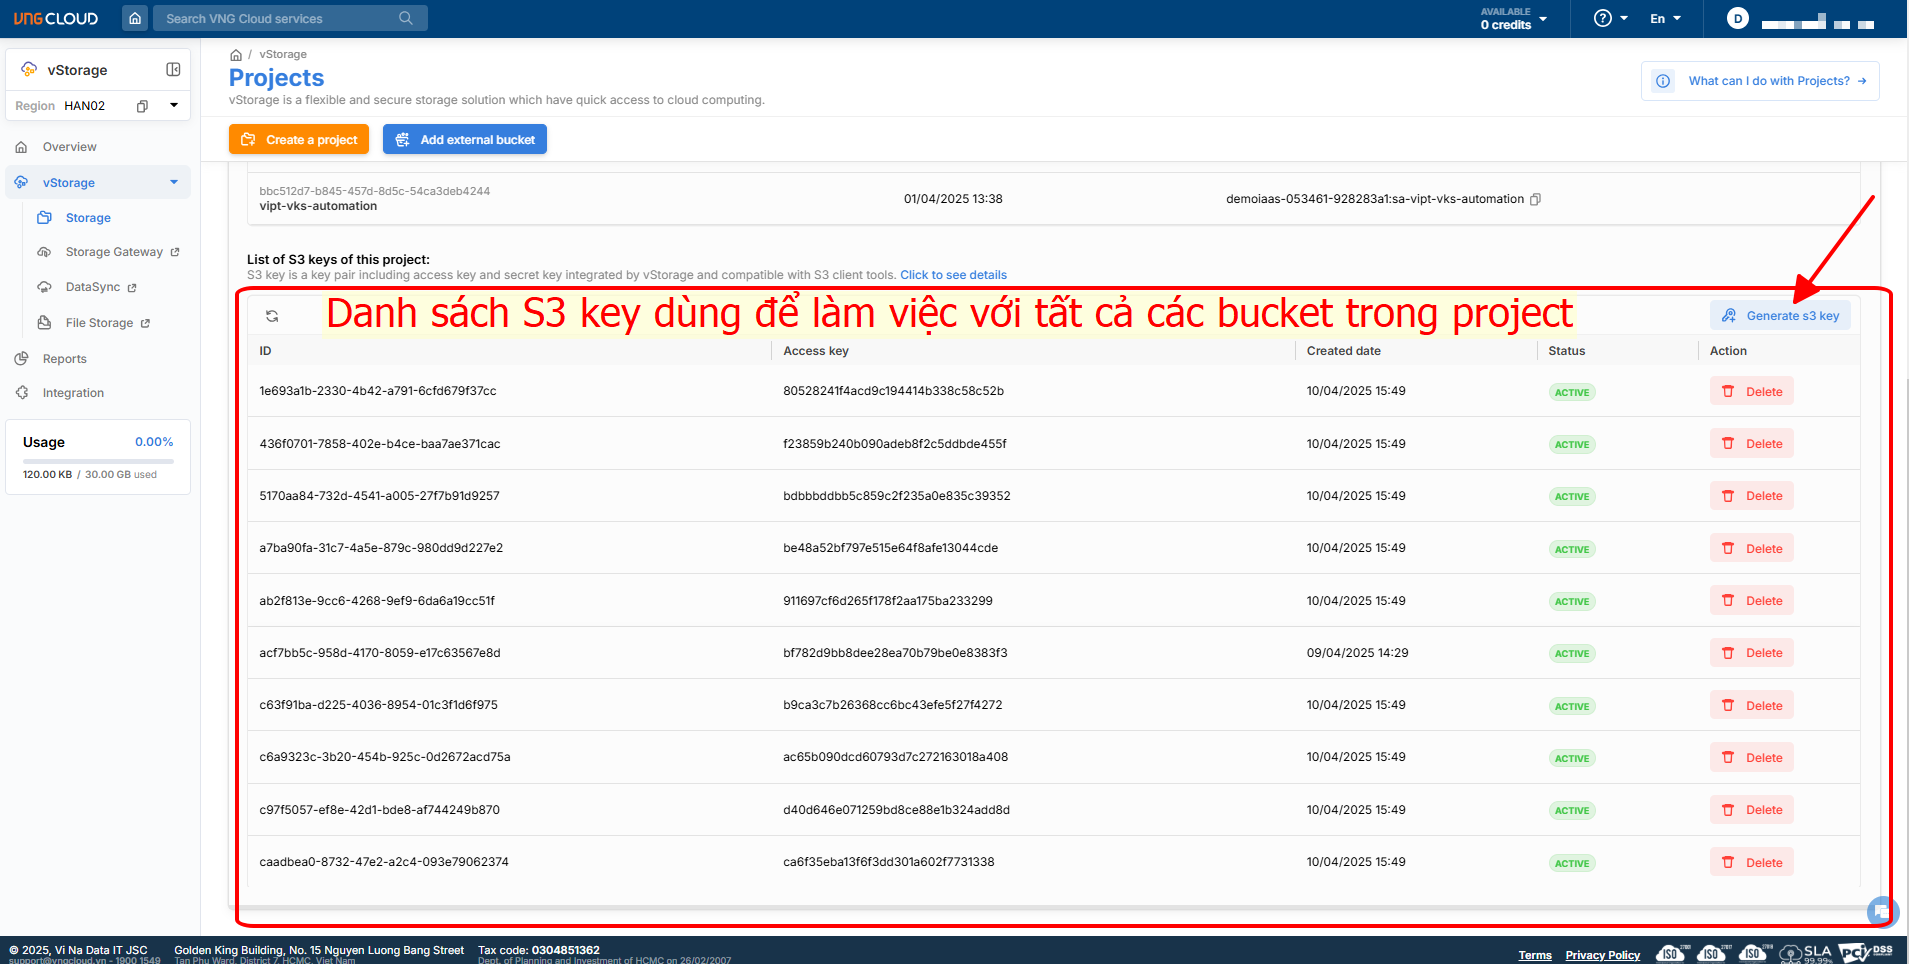 VNG CLOUD
Search VNG Cloud services
AVAILABLE
0 credits
En
D
vStorage
Region HAN02
Overview
vStorage
Storage
Storage Gateway
DataSync
File Storage
Reports
Integration
Usage 0.00%
120.00 KB / 30.00 GB used
/ vStorage
Projects
vStorage is a flexible and secure storage solution which have quick access to cloud computing.
What can I do with Projects?
Create a project
Add external bucket
bbc512d7-b845-457d-8d5c-54ca3deb4244
vipt-vks-automation
01/04/2025 13:38
demoiaas-053461-928283a1:sa-vipt-vks-automation
List of S3 keys of this project:
S3 key is a key pair including access key and secret key integrated by vStorage and compatible with S3 client tools. Click to see details
Danh sách S3 key dùng để làm việc với tất cả các bucket trong project
Generate s3 key
ID Access key Created date Status Action
1e693a1b-2330-4b42-a791-6cfd679f37cc 80528241f4acd9c194414b338c58c52b 10/04/2025 15:49 ACTIVE Delete
436f0701-7858-402e-b4ce-baa7ae371cac f23859b240b090adeb8f2c5ddbde455f 10/04/2025 15:49 ACTIVE Delete
5170aa84-732d-4541-a005-27f7b91d9257 bdbbbddbb5c859c2f235a0e835c39352 10/04/2025 15:49 ACTIVE Delete
a7ba90fa-31c7-4a5e-879c-980dd9d227e2 be48a52bf797e515e64f8afe13044cde 10/04/2025 15:49 ACTIVE Delete
ab2f813e-9cc6-4268-9ef9-6da6a19cc51f 911697cf6d265f178f2aa175ba233299 10/04/2025 15:49 ACTIVE Delete
acf7bb5c-958d-4170-8059-e17c63567e8d bf782d9bb8dee28ea70b79be0e8383f3 09/04/2025 14:29 ACTIVE Delete
c63f91ba-d225-4036-8954-01c3f1d6f975 b9ca3c7b26368cc6bc43efe5f27f4272 10/04/2025 15:49 ACTIVE Delete
c6a9323c-3b20-454b-925c-0d2672acd75a ac65b090dcd60793d7c272163018a408 10/04/2025 15:49 ACTIVE Delete
c97f5057-ef8e-42d1-bde8-af744249b870 d40d646e071259bd8ce88e1b324add8d 10/04/2025 15:49 ACTIVE Delete
caadbea0-8732-47e2-a2c4-093e79062374 ca6f35eba13f6f3dd301a602f7731338 10/04/2025 15:49 ACTIVE Delete
© 2025, Vi Na Data IT JSC
support@vngcloud.vn - 1900 1549
Golden King Building, No. 15 Nguyen Luong Bang Street
Tan Phu Ward, District 7, HCMC, Viet Nam
Tax code: 0304851362
Dept. of Planning and Investment of HCMC on 26/02/2007
Terms
Privacy Policy
ISO
ISO
ISO
SLA
99.99%
PCI DSS